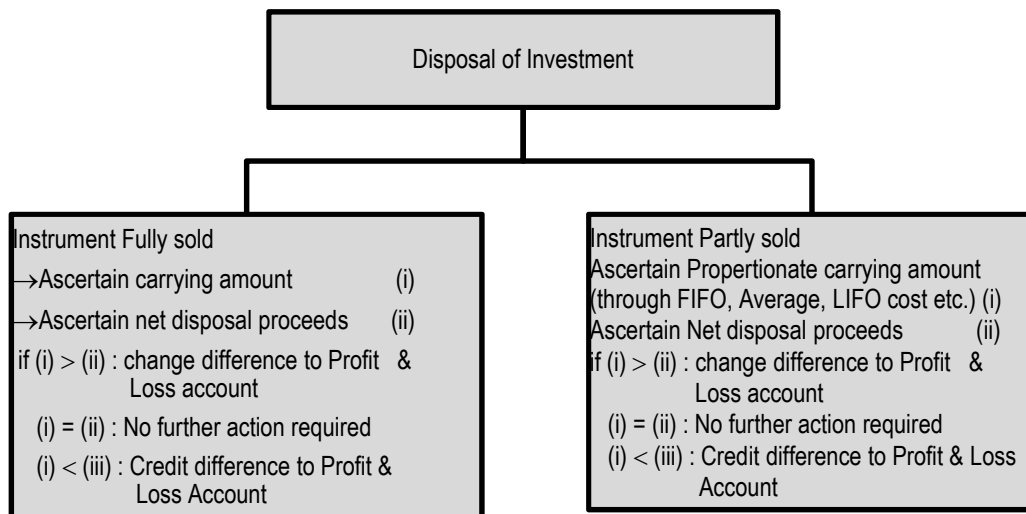 Disposal of Investment
Instrument Fully sold
→Ascertain carrying amount (i)
→Ascertain net disposal proceeds (ii)
if (i) > (ii) : change difference to Profit &
Loss account
(i) = (ii) : No further action required
(i) < (iii) : Credit difference to Profit &
Loss Account
Instrument Partly sold
Ascertain Propertionate carrying amount
(through FIFO, Average, LIFO cost etc.) (i)
Ascertain Net disposal proceeds (ii)
if (i) > (ii) : change difference to Profit &
Loss account
(i) = (ii) : No further action required
(i) < (iii) : Credit difference to Profit & Loss
Account